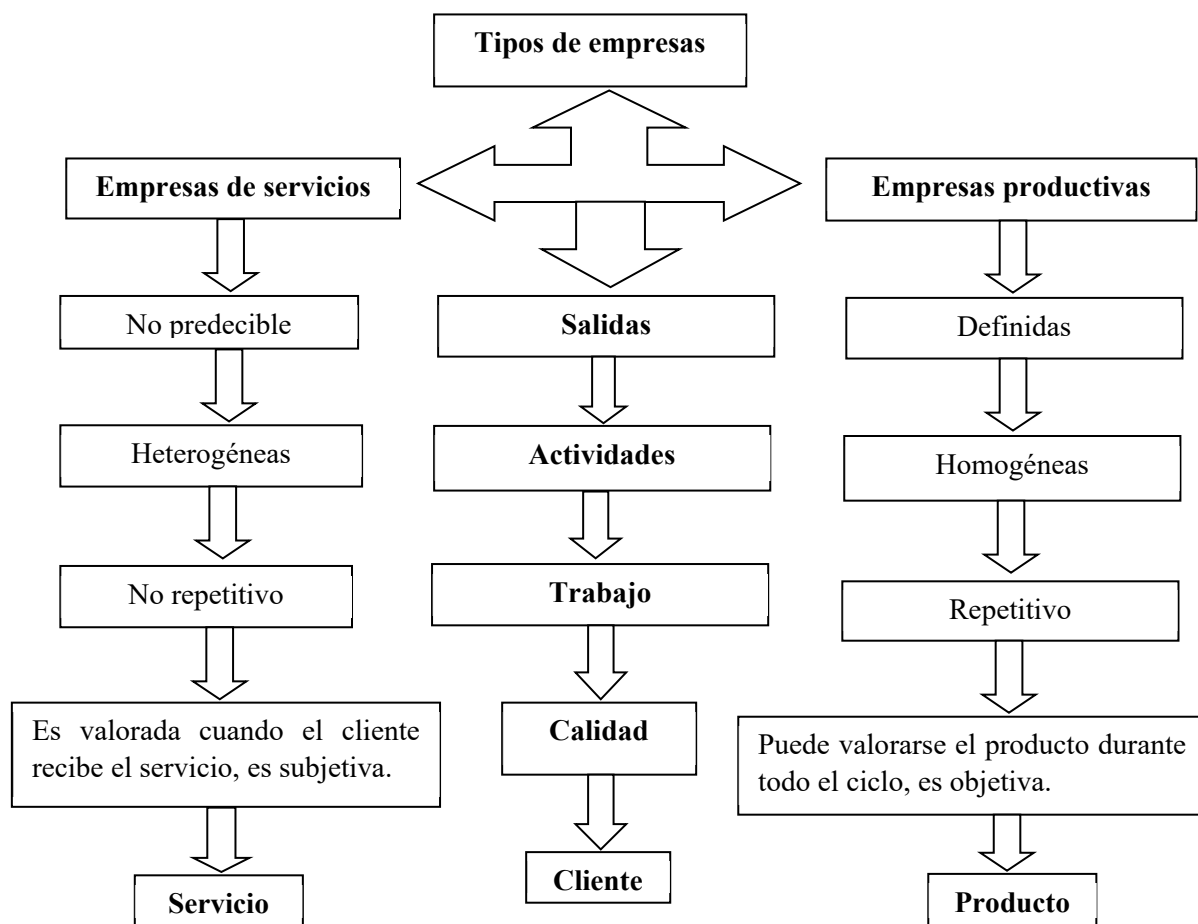 Tipos de empresas
Empresas de servicios
Empresas productivas
No predecible
Salidas
Definidas
Heterogéneas
Actividades
Homogéneas
No repetitivo
Trabajo
Repetitivo
Es valorada cuando el cliente
recibe el servicio, es subjetiva.
Calidad
Puede valorarse el producto durante
todo el ciclo, es objetiva.
Servicio
Cliente
Producto